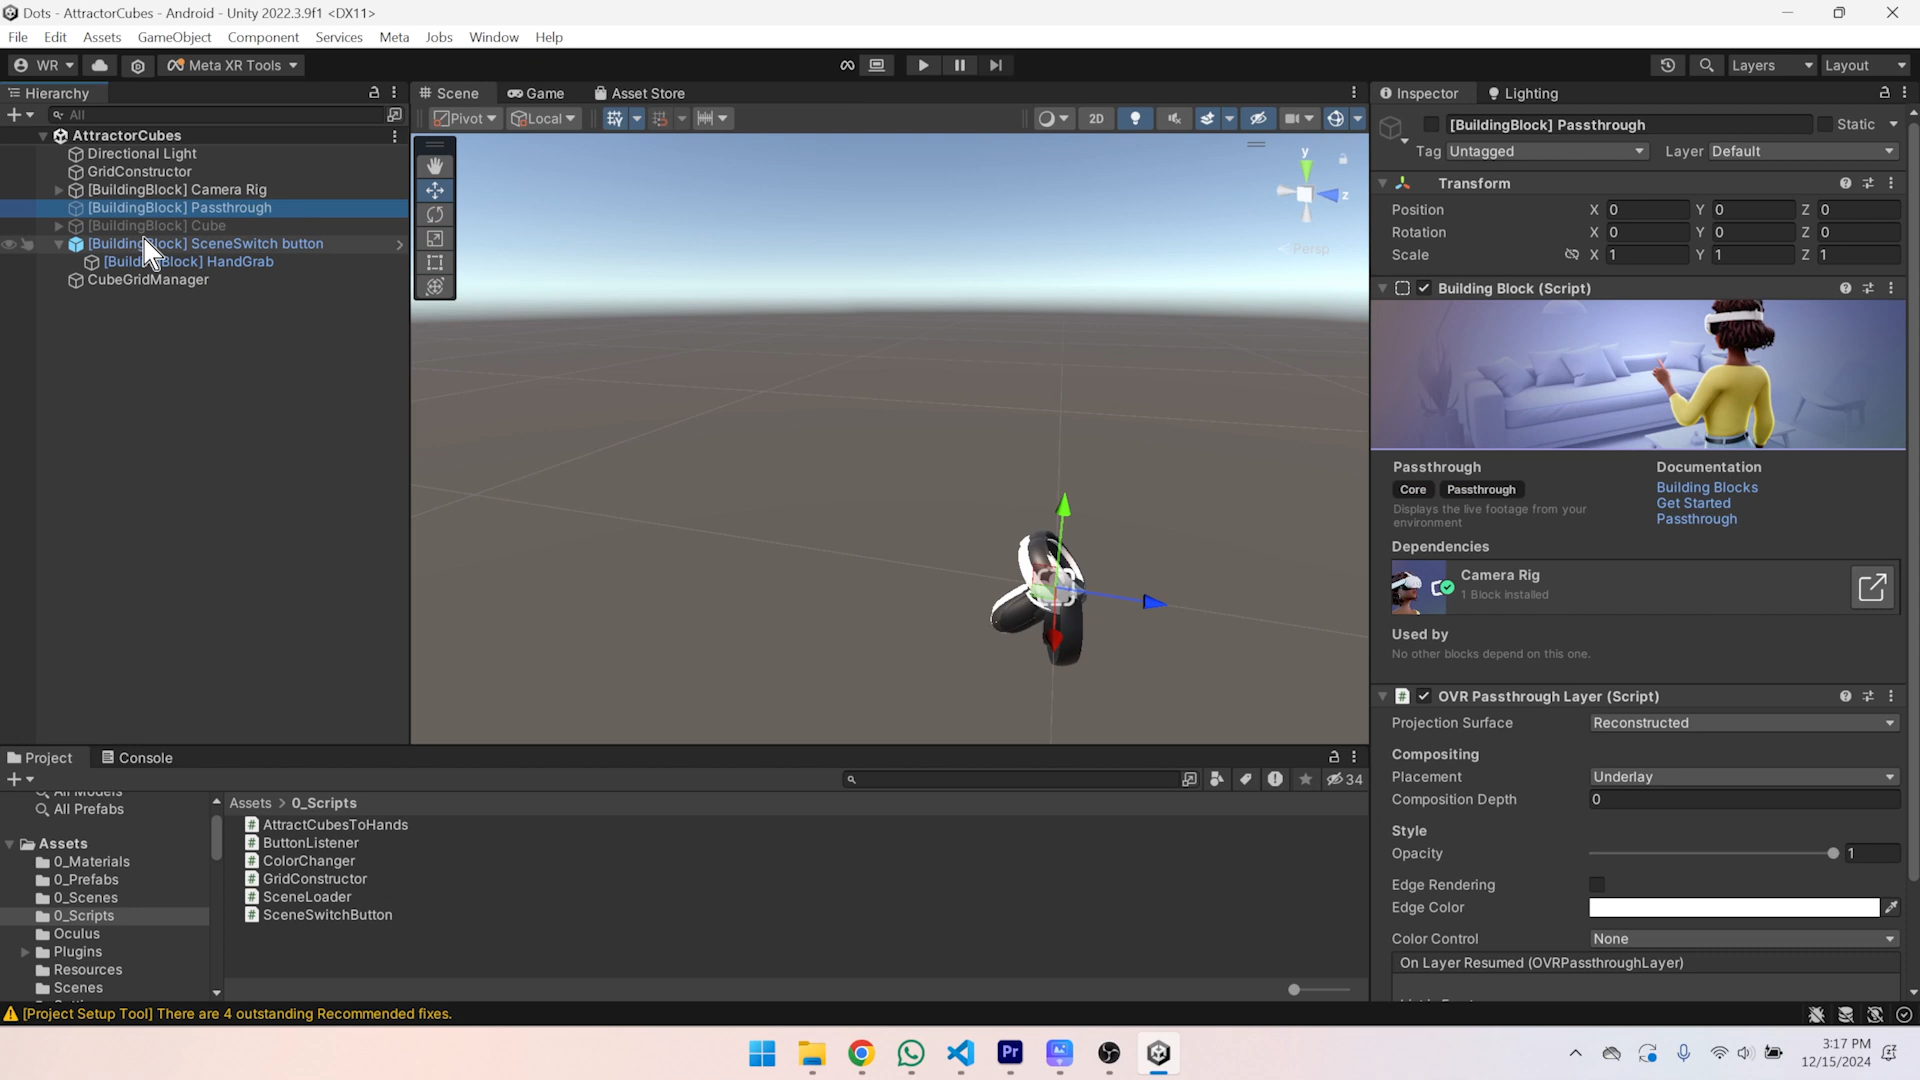 Dots - AttractorCubes - Android - Unity 2022.3.9f1 <DX11>
File Edit Assets GameObject Component Services Meta Jobs Window Help
WR Meta XR Tools Layers Layout
Hierarchy
All
AttractorCubes
Directional Light
GridConstructor
[BuildingBlock] Camera Rig
[BuildingBlock] Passthrough
[BuildingBlock] Cube
[BuildingBlock] SceneSwitch button
[BuildingBlock] HandGrab
CubeGridManager
Scene Game Asset Store
Pivot Local 2D
y
z
Persp
Inspector Lighting
[BuildingBlock] Passthrough Static
Tag Untagged Layer Default
Transform
Position X 0 Y 0 Z 0
Rotation X 0 Y 0 Z 0
Scale X 1 Y 1 Z 1
Building Block (Script)
Passthrough
Core Passthrough
Displays the live footage from your
environment
Documentation
Building Blocks
Get Started
Passthrough
Dependencies
Camera Rig
1 Block installed
Used by
No other blocks depend on this one.
OVR Passthrough Layer (Script)
Projection Surface Reconstructed
Compositing
Placement Underlay
Composition Depth 0
Style
Opacity 1
Edge Rendering
Edge Color
Color Control None
On Layer Resumed (OVRPassthroughLayer)
Project Console
34
All Models
All Prefabs
Assets
0_Materials
0_Prefabs
0_Scenes
0_Scripts
Oculus
Plugins
Resources
Scenes
Assets > 0_Scripts
AttractCubesToHands
ButtonListener
ColorChanger
GridConstructor
SceneLoader
SceneSwitchButton
[Project Setup Tool] There are 4 outstanding Recommended fixes.
Pr
3:17 PM
12/15/2024